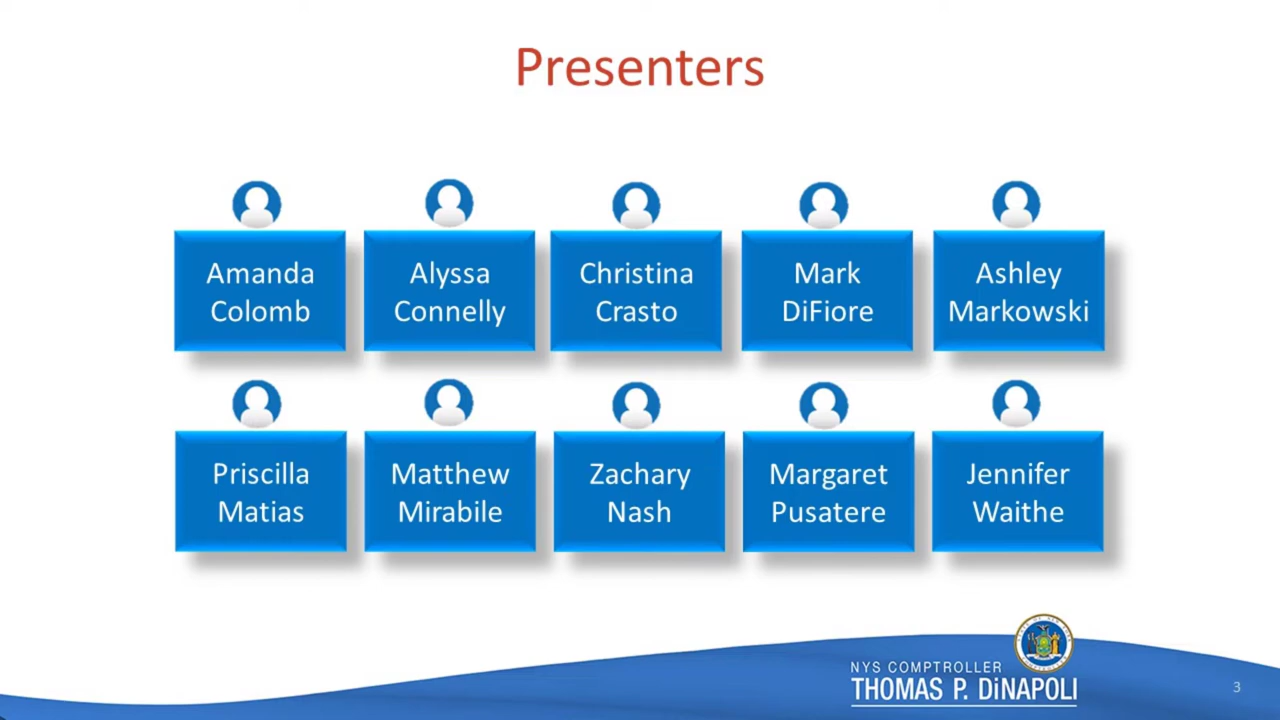 Presenters
Amanda
Colomb
Alyssa
Connelly
Christina
Crasto
Mark
DiFiore
Ashley
Markowski
Priscilla
Matias
Matthew
Mirabile
Zachary
Nash
Margaret
Pusatere
Jennifer
Waithe
NYS COMPTROLLER
THOMAS P. DiNAPOLI
3